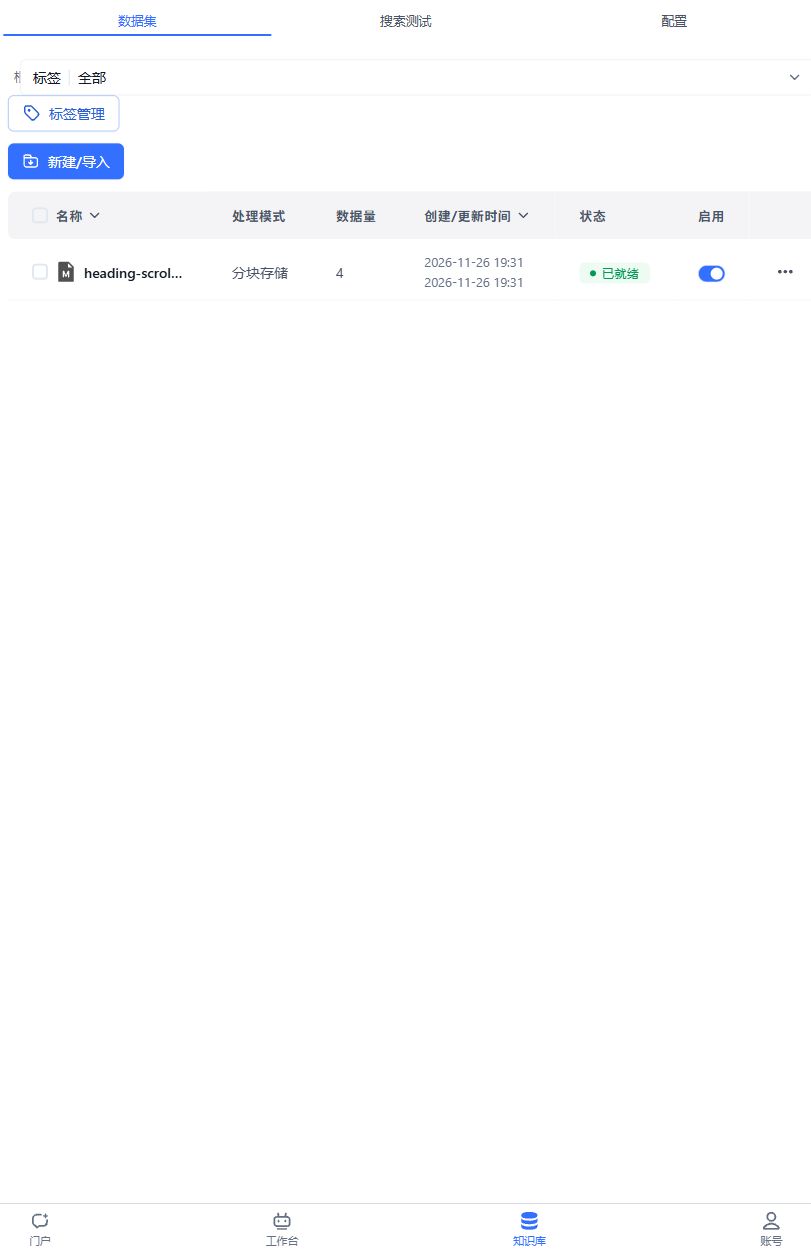 数据集 搜索测试 配置
标签 全部
标签管理
新建/导入
名称 处理模式 数据量 创建/更新时间 状态 启用
heading-scrol... 分块存储 4 2026-11-26 19:31 已就绪
2026-11-26 19:31
门户 工作台 知识库 账号